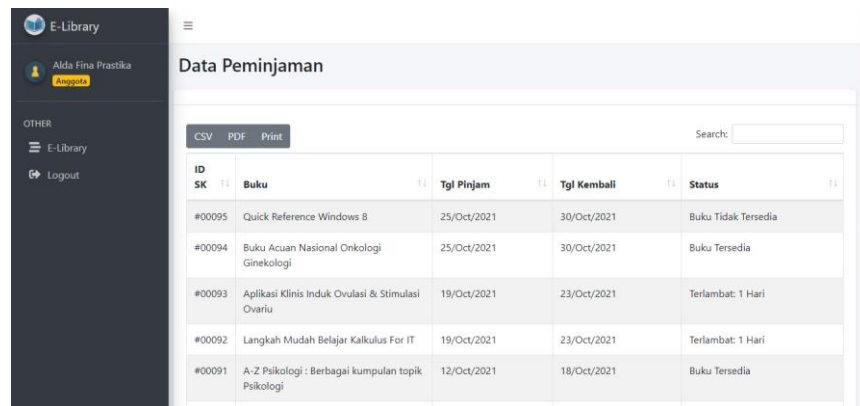 E-Library
Alda Fina Prastika
Anggota
OTHER
E-Library
Logout
Data Peminjaman
CSV PDF Print
Search:
ID SK Buku Tgl Pinjam Tgl Kembali Status
#00095 Quick Reference Windows 8 25/Oct/2021 30/Oct/2021 Buku Tidak Tersedia
#00094 Buku Acuan Nasional Onkologi 25/Oct/2021 30/Oct/2021 Buku Tersedia
Ginekologi
#00093 Aplikasi Klinis Induk Ovulasi & Stimulasi 19/Oct/2021 23/Oct/2021 Terlambat: 1 Hari
Ovariu
#00092 Langkah Mudah Belajar Kalkulus For IT 19/Oct/2021 23/Oct/2021 Terlambat: 1 Hari
#00091 A-Z Psikologi : Berbagai kumpulan topik 12/Oct/2021 18/Oct/2021 Buku Tersedia
Psikologi